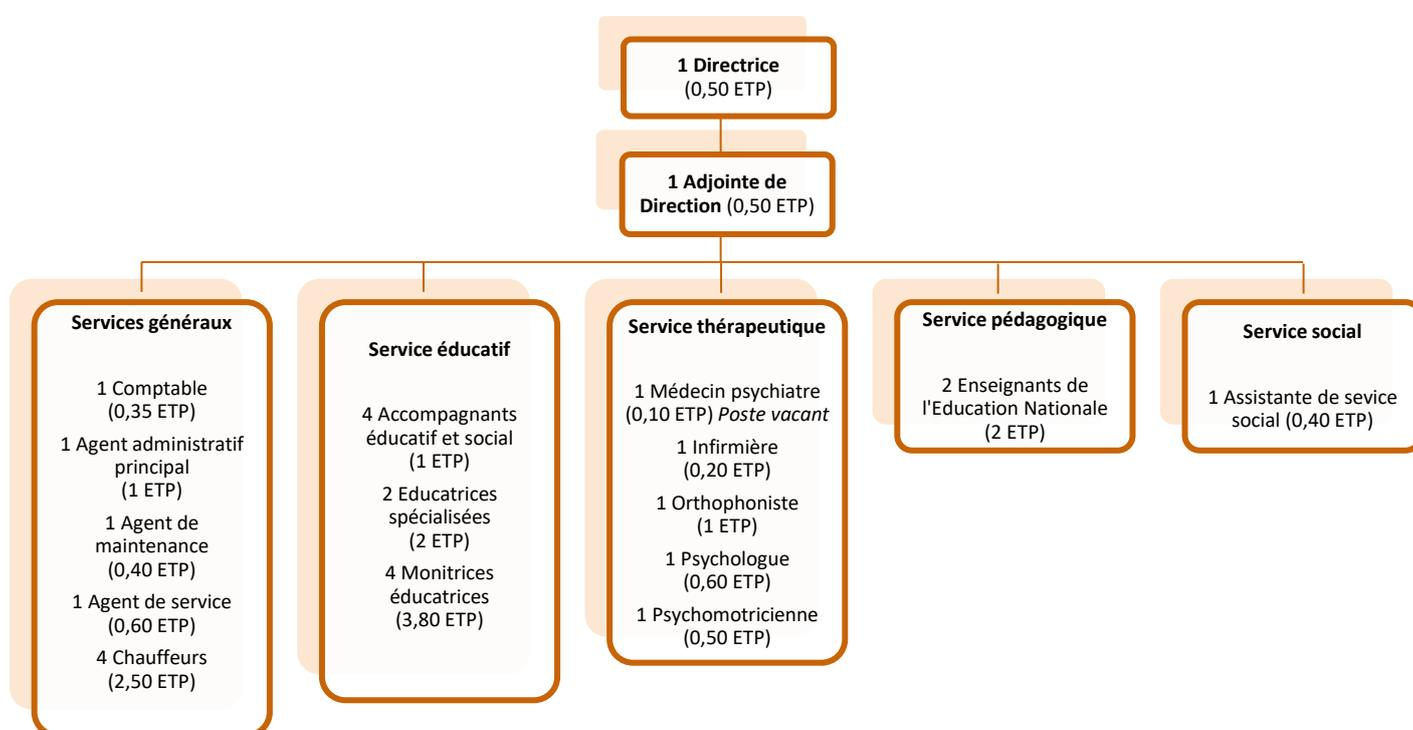 1 Directrice
(0,50 ETP)
1 Adjointe de
Direction (0,50 ETP)
Services généraux
1 Comptable
(0,35 ETP)
1 Agent administratif
principal
(1 ETP)
1 Agent de
maintenance
(0,40 ETP)
1 Agent de service
(0,60 ETP)
4 Chauffeurs
(2,50 ETP)
Service éducatif
4 Accompagnants
éducatif et social
(1 ETP)
2 Educatrices
spécialisées
(2 ETP)
4 Monitrices
éducatrices
(3,80 ETP)
Service thérapeutique
1 Médecin psychiatre
(0,10 ETP) Poste vacant
1 Infirmière
(0,20 ETP)
1 Orthophoniste
(1 ETP)
1 Psychologue
(0,60 ETP)
1 Psychomotricienne
(0,50 ETP)
Service pédagogique
2 Enseignants de
l'Education Nationale
(2 ETP)
Service social
1 Assistante de sevice
social (0,40 ETP)